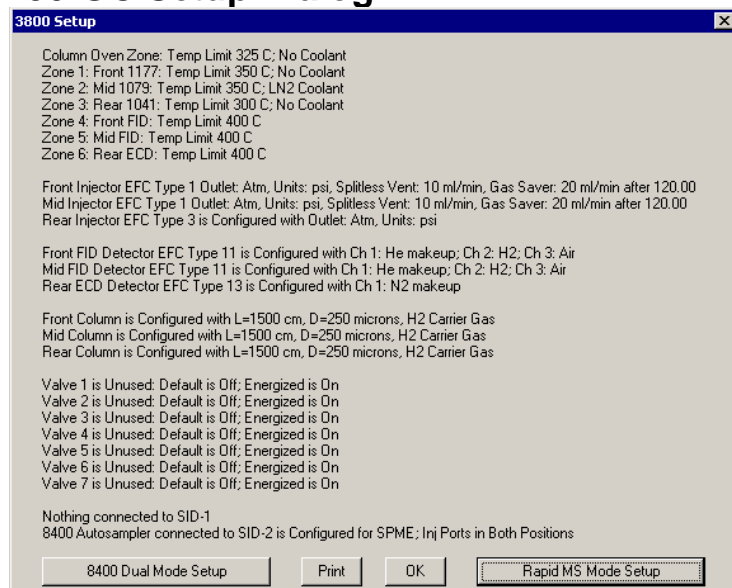 3800 Setup
Column Oven Zone: Temp Limit 325 C; No Coolant
Zone 1: Front 1177: Temp Limit 350 C; No Coolant
Zone 2: Mid 1079: Temp Limit 350 C; LN2 Coolant
Zone 3: Rear 1041: Temp Limit 300 C; No Coolant
Zone 4: Front FID: Temp Limit 400 C
Zone 5: Mid FID: Temp Limit 400 C
Zone 6: Rear ECD: Temp Limit 400 C
Front Injector EFC Type 1 Outlet: Atm, Units: psi, Splitless Vent: 10 ml/min, Gas Saver: 20 ml/min after 120.00
Mid Injector EFC Type 1 Outlet: Atm, Units: psi, Splitless Vent: 10 ml/min, Gas Saver: 20 ml/min after 120.00
Rear Injector EFC Type 3 is Configured with Outlet: Atm, Units: psi
Front FID Detector EFC Type 11 is Configured with Ch 1: He makeup; Ch 2: H2; Ch 3: Air
Mid FID Detector EFC Type 11 is Configured with Ch 1: He makeup; Ch 2: H2; Ch 3: Air
Rear ECD Detector EFC Type 13 is Configured with Ch 1: N2 makeup
Front Column is Configured with L=1500 cm, D=250 microns, H2 Carrier Gas
Mid Column is Configured with L=1500 cm, D=250 microns, H2 Carrier Gas
Rear Column is Configured with L=1500 cm, D=250 microns, H2 Carrier Gas
Valve 1 is Unused: Default is Off; Energized is On
Valve 2 is Unused: Default is Off; Energized is On
Valve 3 is Unused: Default is Off; Energized is On
Valve 4 is Unused: Default is Off; Energized is On
Valve 5 is Unused: Default is Off; Energized is On
Valve 6 is Unused: Default is Off; Energized is On
Valve 7 is Unused: Default is Off; Energized is On
Nothing connected to SID-1
8400 Autosampler connected to SID-2 is Configured for SPME; Inj Ports in Both Positions
8400 Dual Mode Setup Print OK Rapid MS Mode Setup